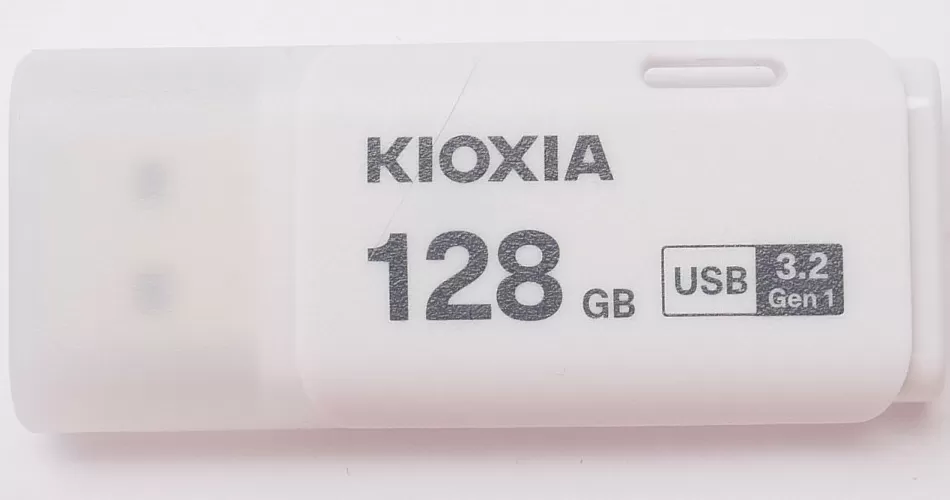 KIOXIA
128 GB
USB 3.2
Gen 1